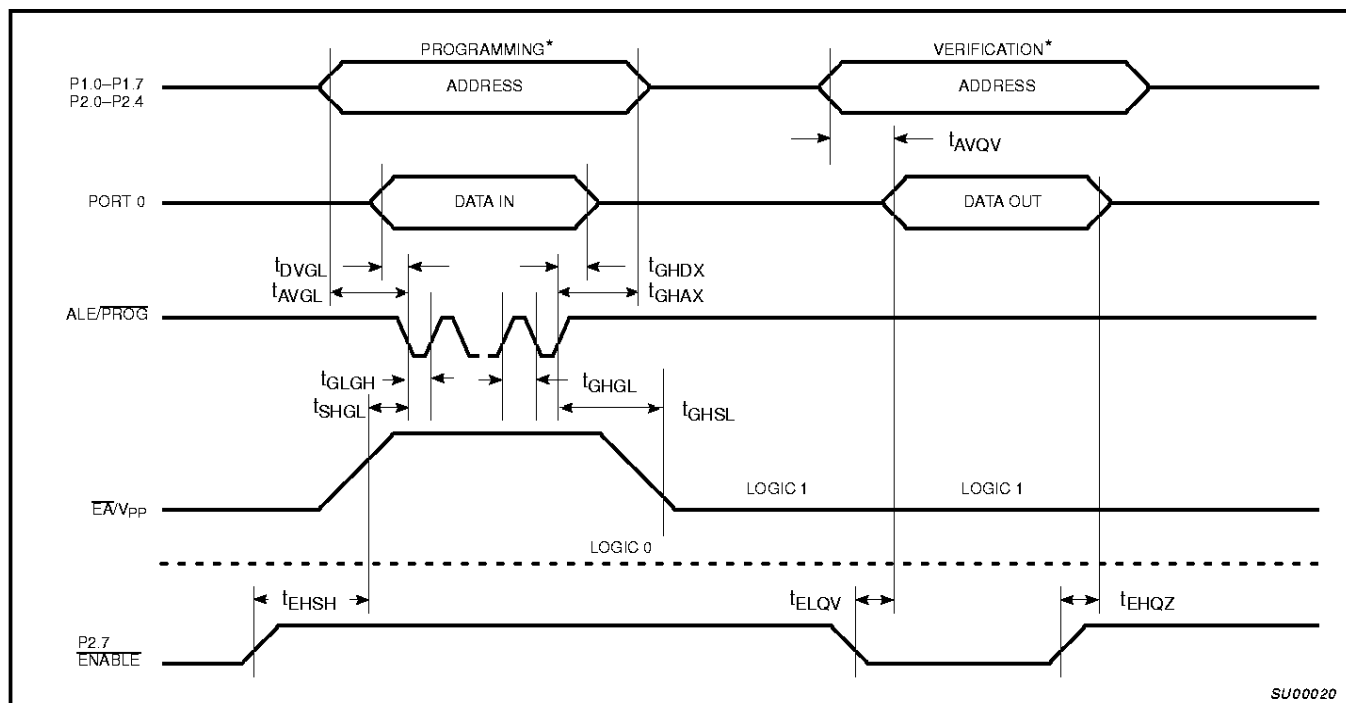 PROGRAMMING*
VERIFICATION*
P1.0–P1.7
P2.0–P2.4
ADDRESS
ADDRESS
tAVQV
PORT 0
DATA IN
DATA OUT
tDVGL
tGHDX
tAVGL
tGHAX
ALE/PROG
tGLGH
tGHGL
tSHGL
tGHSL
LOGIC 1
LOGIC 1
EA/VPP
LOGIC 0
tEHSH
tELQV
tEHQZ
P2.7
ENABLE
SU00020